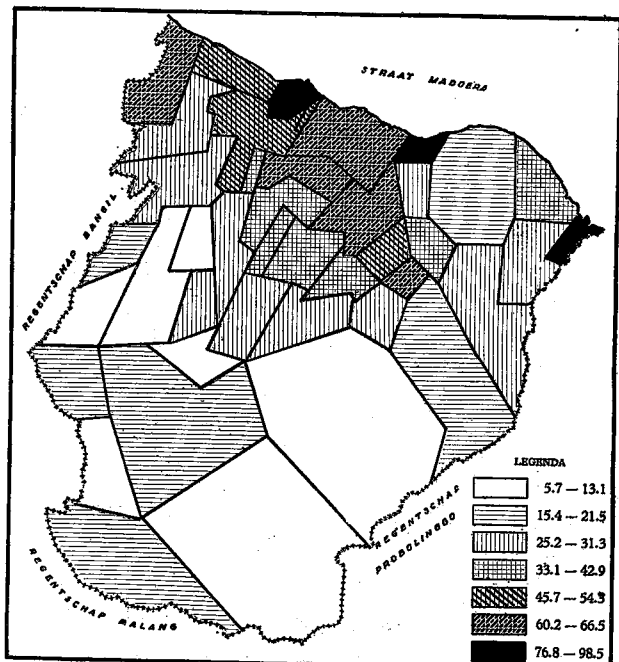 STRAAT MADOERA
REGENTSCHAP BANGIL
REGENTSCHAP MALANG
REGENTSCHAP
PROBOLINGGO
LEGENDA
5.7 — 13.1
15.4 — 21.5
25.2 — 31.3
33.1 — 42.9
45.7 — 54.3
60.2 — 66.5
76.8 — 98.5